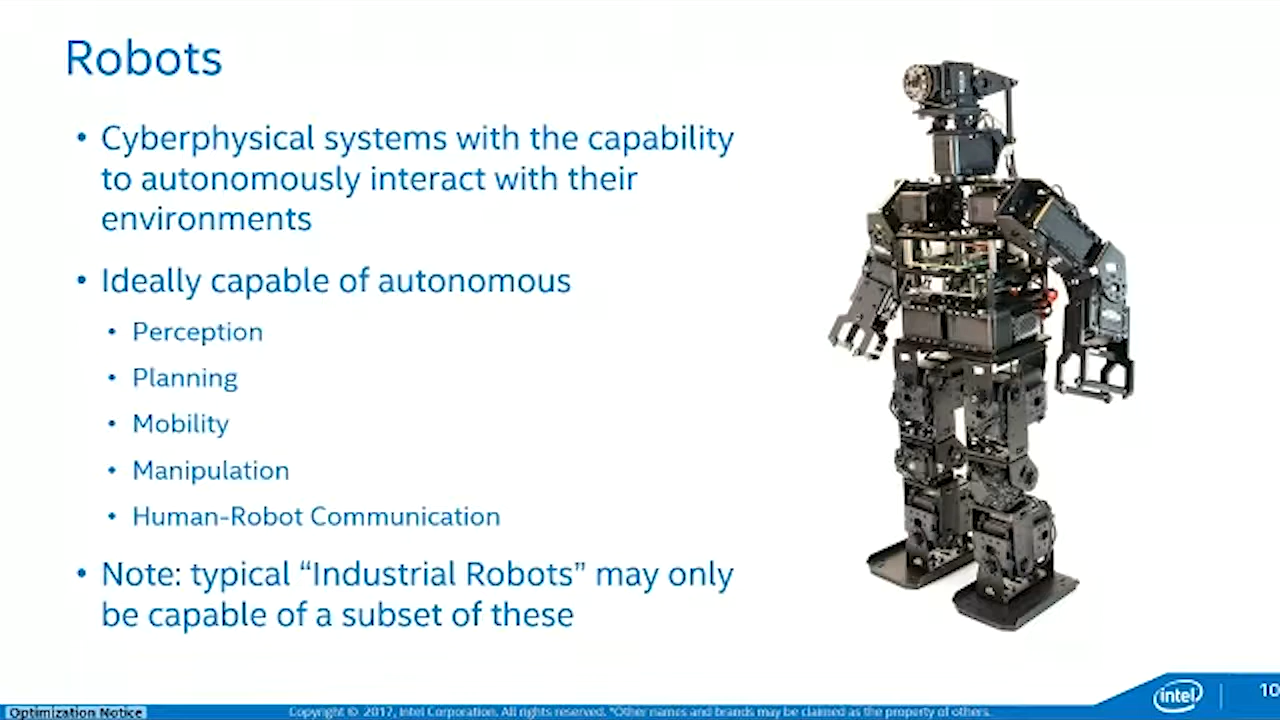 Robots
• Cyberphysical systems with the capability
to autonomously interact with their
environments
• Ideally capable of autonomous
• Perception
• Planning
• Mobility
• Manipulation
• Human-Robot Communication
• Note: typical “Industrial Robots” may only
be capable of a subset of these
intel
10
Optimization Notice
Copyright © 2017, Intel Corporation. All rights reserved. *Other names and brands may be claimed as the property of others.